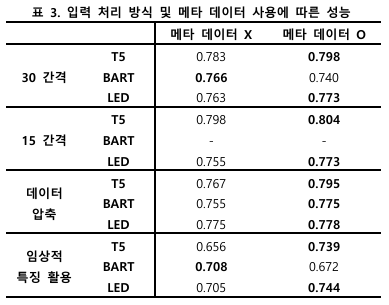 표 3. 입력 처리 방식 및 메타 데이터 사용에 따른 성능
메타 데이터 X 메타 데이터 O
30 간격
T5 0.783 0.798
BART 0.766 0.740
LED 0.763 0.773
15 간격
T5 0.798 0.804
BART - -
LED 0.755 0.773
데이터
압축
T5 0.767 0.795
BART 0.755 0.775
LED 0.775 0.778
임상적
특징 활용
T5 0.656 0.739
BART 0.708 0.672
LED 0.705 0.744